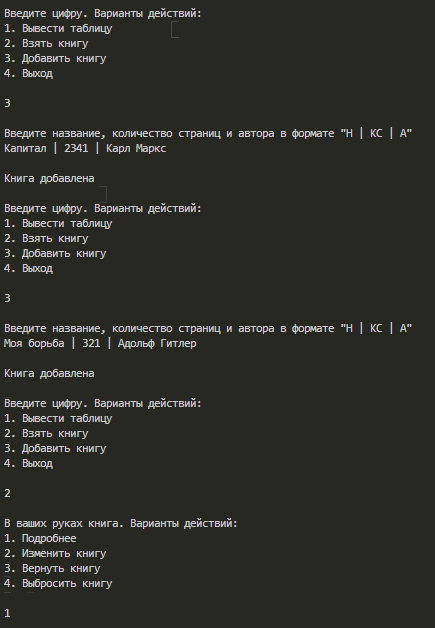 Введите цифру. Варианты действий:
1. Вывести таблицу
2. Взять книгу
3. Добавить книгу
4. Выход
3
Введите название, количество страниц и автора в формате "Н | КС | А"
Капитал | 2341 | Карл Маркс
Книга добавлена
Введите цифру. Варианты действий:
1. Вывести таблицу
2. Взять книгу
3. Добавить книгу
4. Выход
3
Введите название, количество страниц и автора в формате "Н | КС | А"
Моя борьба | 321 | Адольф Гитлер
Книга добавлена
Введите цифру. Варианты действий:
1. Вывести таблицу
2. Взять книгу
3. Добавить книгу
4. Выход
2
В ваших руках книга. Варианты действий:
1. Подробнее
2. Изменить книгу
3. Вернуть книгу
4. Выбросить книгу
1